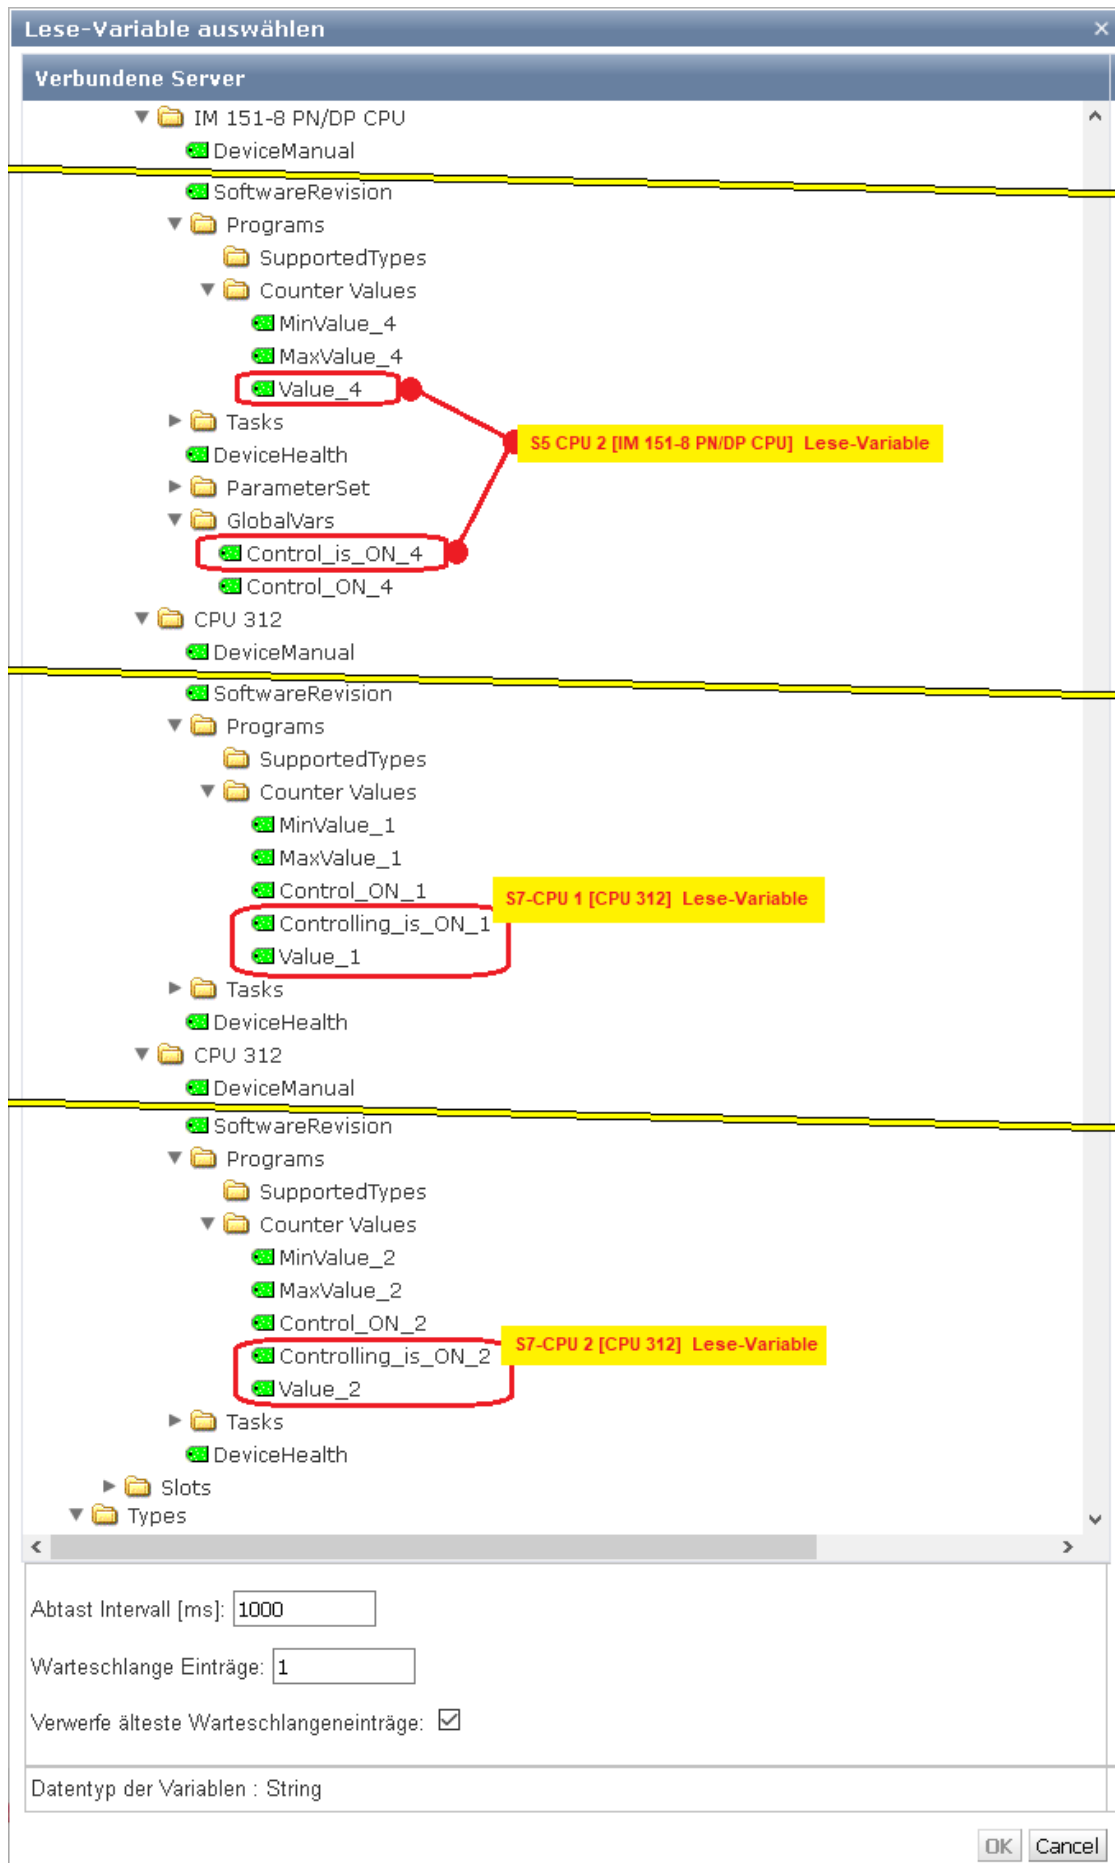 Lese-Variable auswählen
Verbundene Server
IM 151-8 PN/DP CPU
DeviceManual
SoftwareRevision
Programs
SupportedTypes
Counter Values
MinValue_4
MaxValue_4
Value_4
Tasks
S5 CPU 2 [IM 151-8 PN/DP CPU] Lese-Variable
DeviceHealth
ParameterSet
GlobalVars
Control_is_ON_4
Control_ON_4
CPU 312
DeviceManual
SoftwareRevision
Programs
SupportedTypes
Counter Values
MinValue_1
MaxValue_1
Control_ON_1
S7-CPU 1 [CPU 312] Lese-Variable
Controlling_is_ON_1
Value_1
Tasks
DeviceHealth
CPU 312
DeviceManual
SoftwareRevision
Programs
SupportedTypes
Counter Values
MinValue_2
MaxValue_2
Control_ON_2
S7-CPU 2 [CPU 312] Lese-Variable
Controlling_is_ON_2
Value_2
Tasks
DeviceHealth
Slots
Types
Abtast Intervall [ms]: 1000
Warteschlange Einträge: 1
Verwerfe älteste Warteschlangeneinträge:
Datentyp der Variablen : String
OK Cancel